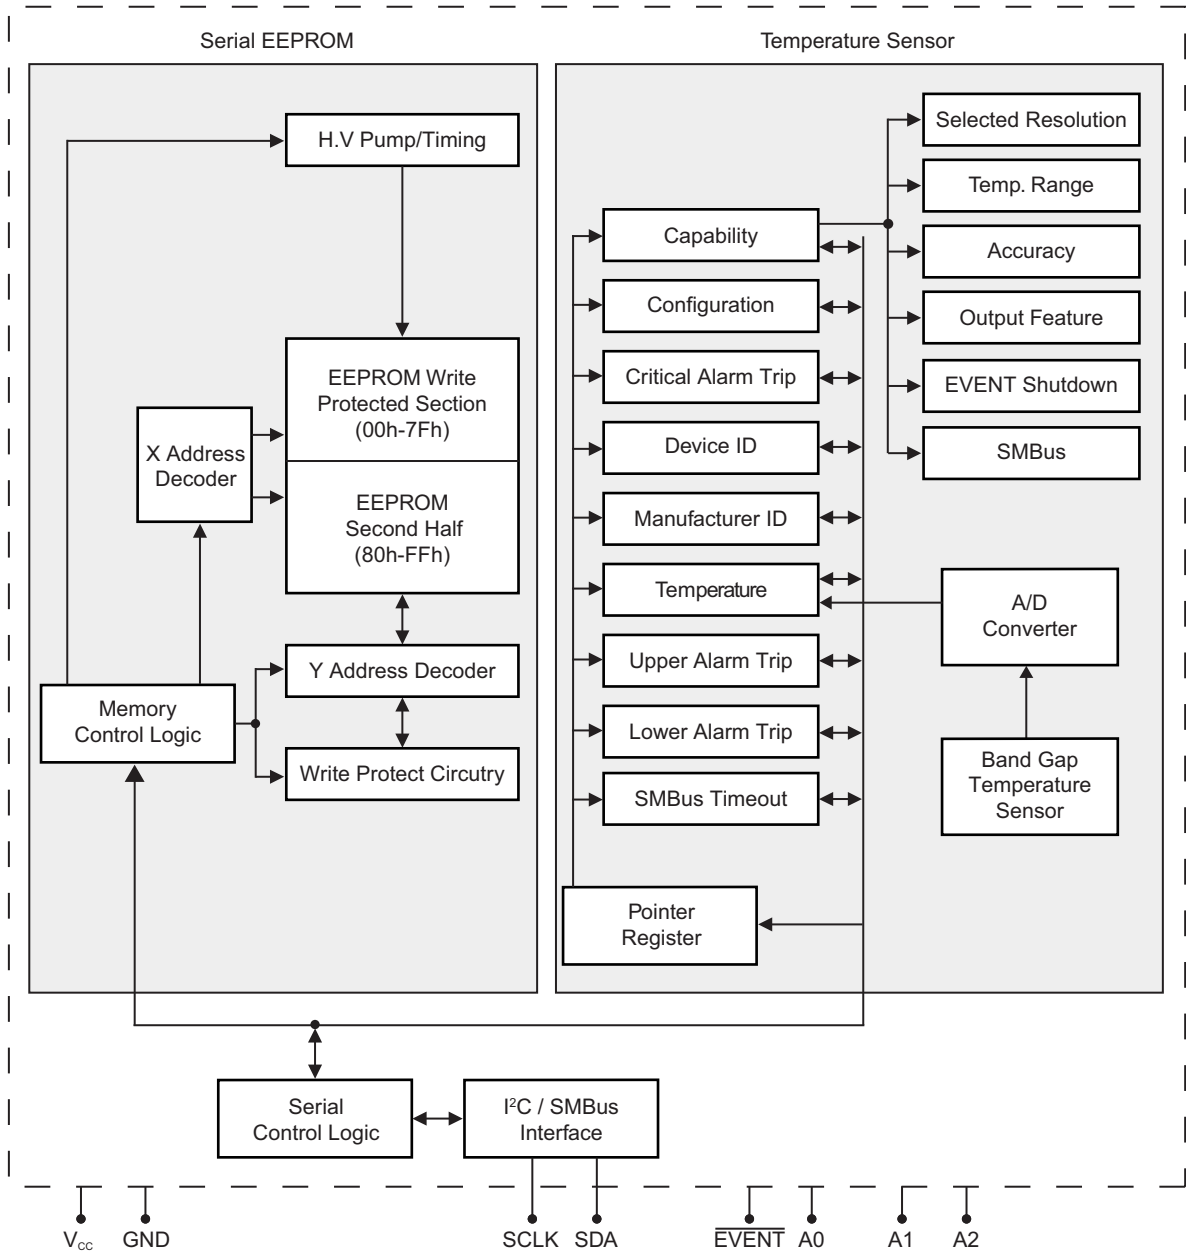 Serial EEPROM
Temperature Sensor
H.V Pump/Timing
EEPROM Write
Protected Section
(00h-7Fh)
X Address
Decoder
EEPROM
Second Half
(80h-FFh)
Y Address Decoder
Memory
Control Logic
Write Protect Circutry
Capability
Configuration
Critical Alarm Trip
Device ID
Manufacturer ID
Temperature
Upper Alarm Trip
Lower Alarm Trip
SMBus Timeout
Pointer
Register
Selected Resolution
Temp. Range
Accuracy
Output Feature
EVENT Shutdown
SMBus
A/D
Converter
Band Gap
Temperature
Sensor
Serial
Control Logic
I²C / SMBus
Interface
VCC GND SCLK SDA EVENT A0 A1 A2